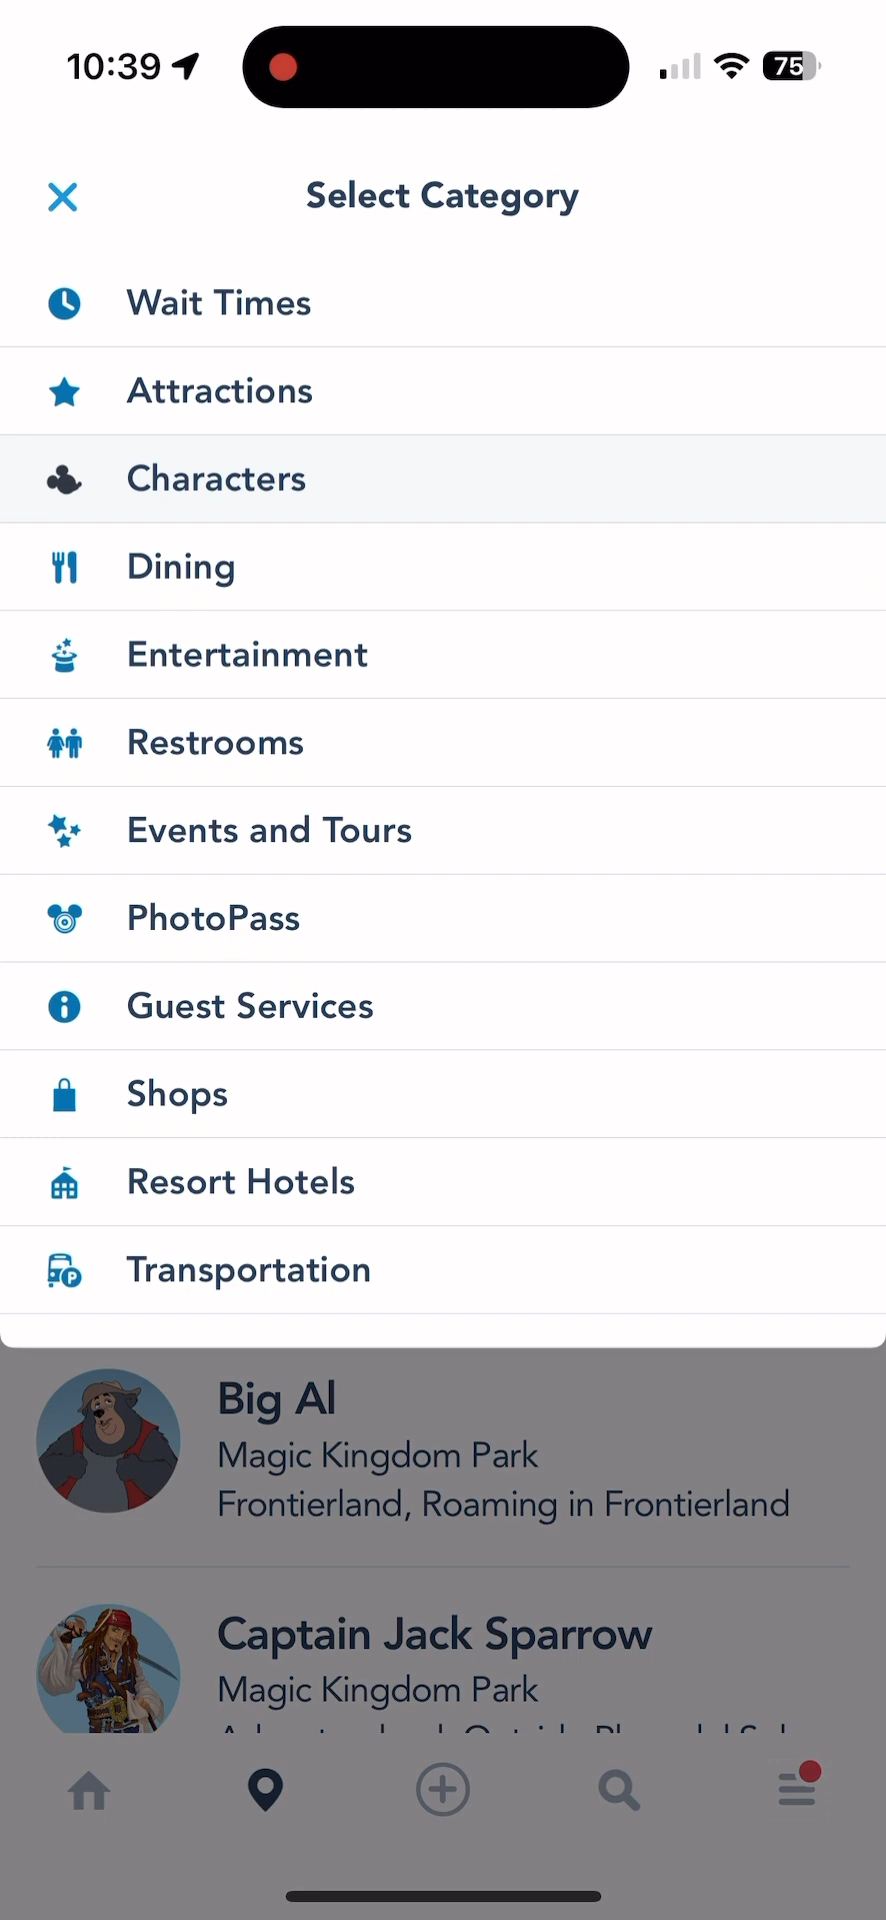 10:39
75
Select Category
Wait Times
Attractions
Characters
Dining
Entertainment
Restrooms
Events and Tours
PhotoPass
Guest Services
Shops
Resort Hotels
Transportation
Big Al
Magic Kingdom Park
Frontierland, Roaming in Frontierland
Captain Jack Sparrow
Magic Kingdom Park